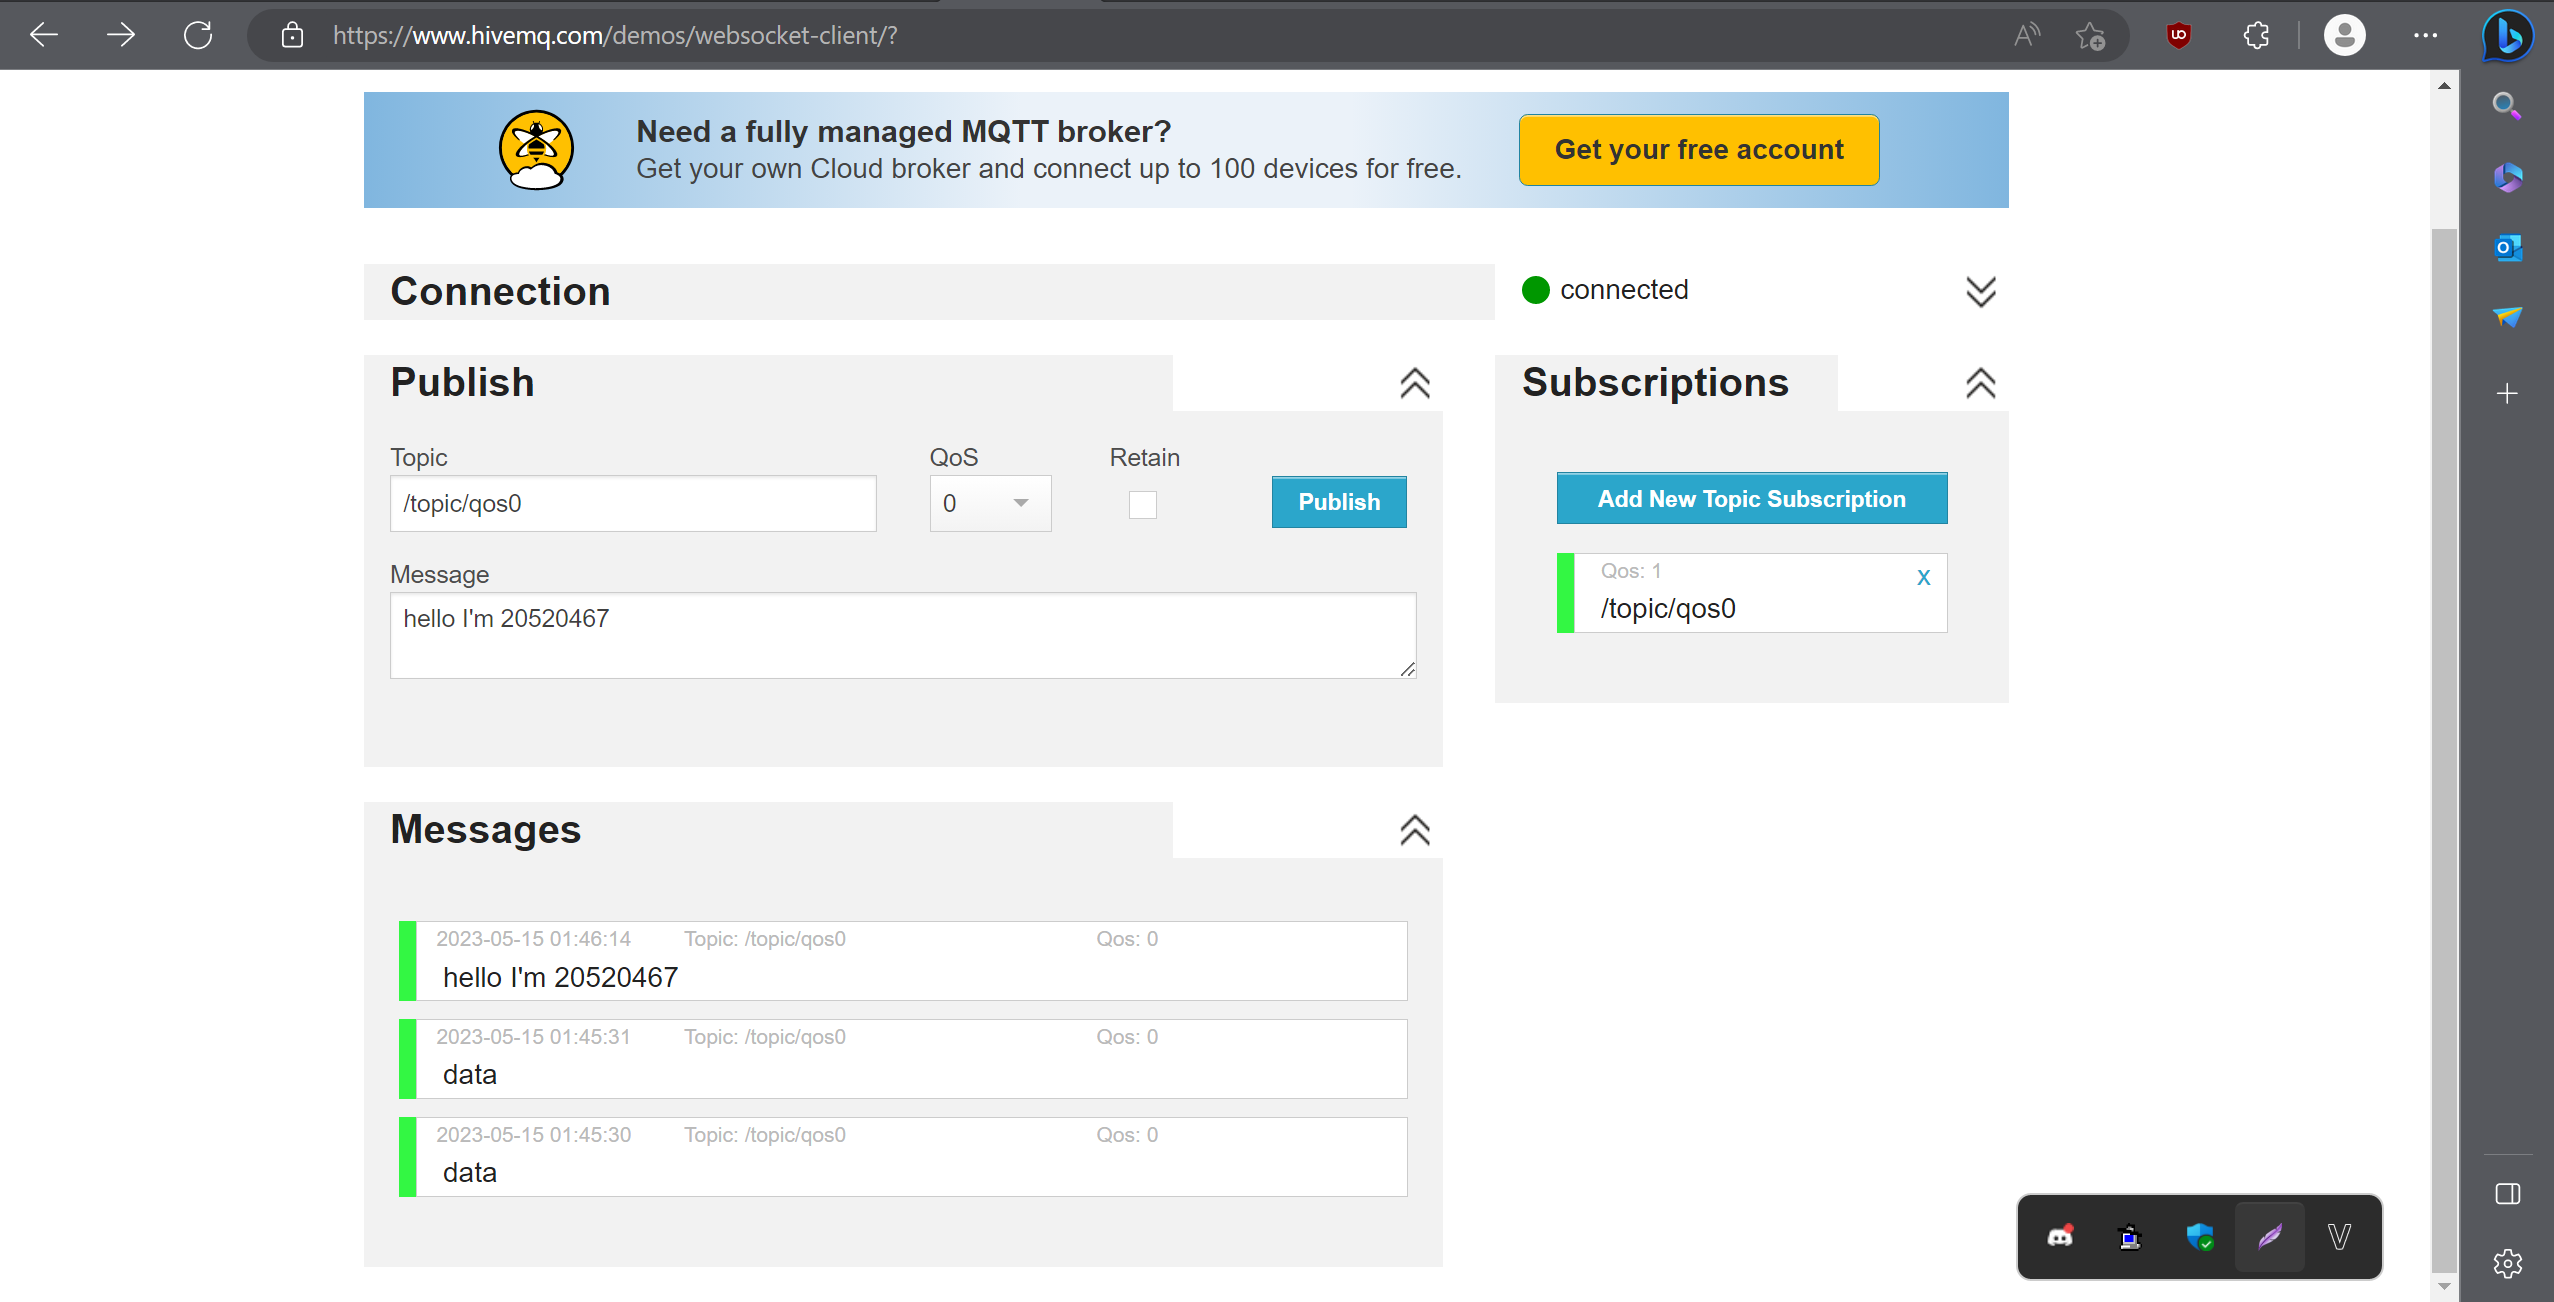 https://www.hivemq.com/demos/websocket-client/?
Need a fully managed MQTT broker?
Get your own Cloud broker and connect up to 100 devices for free.
Get your free account
Connection
connected
Publish
Subscriptions
Topic
QoS
Retain
/topic/qos0
0
Publish
Message
hello I'm 20520467
Add New Topic Subscription
Qos: 1
x
/topic/qos0
Messages
2023-05-15 01:46:14 Topic: /topic/qos0 Qos: 0
hello I'm 20520467
2023-05-15 01:45:31 Topic: /topic/qos0 Qos: 0
data
2023-05-15 01:45:30 Topic: /topic/qos0 Qos: 0
data